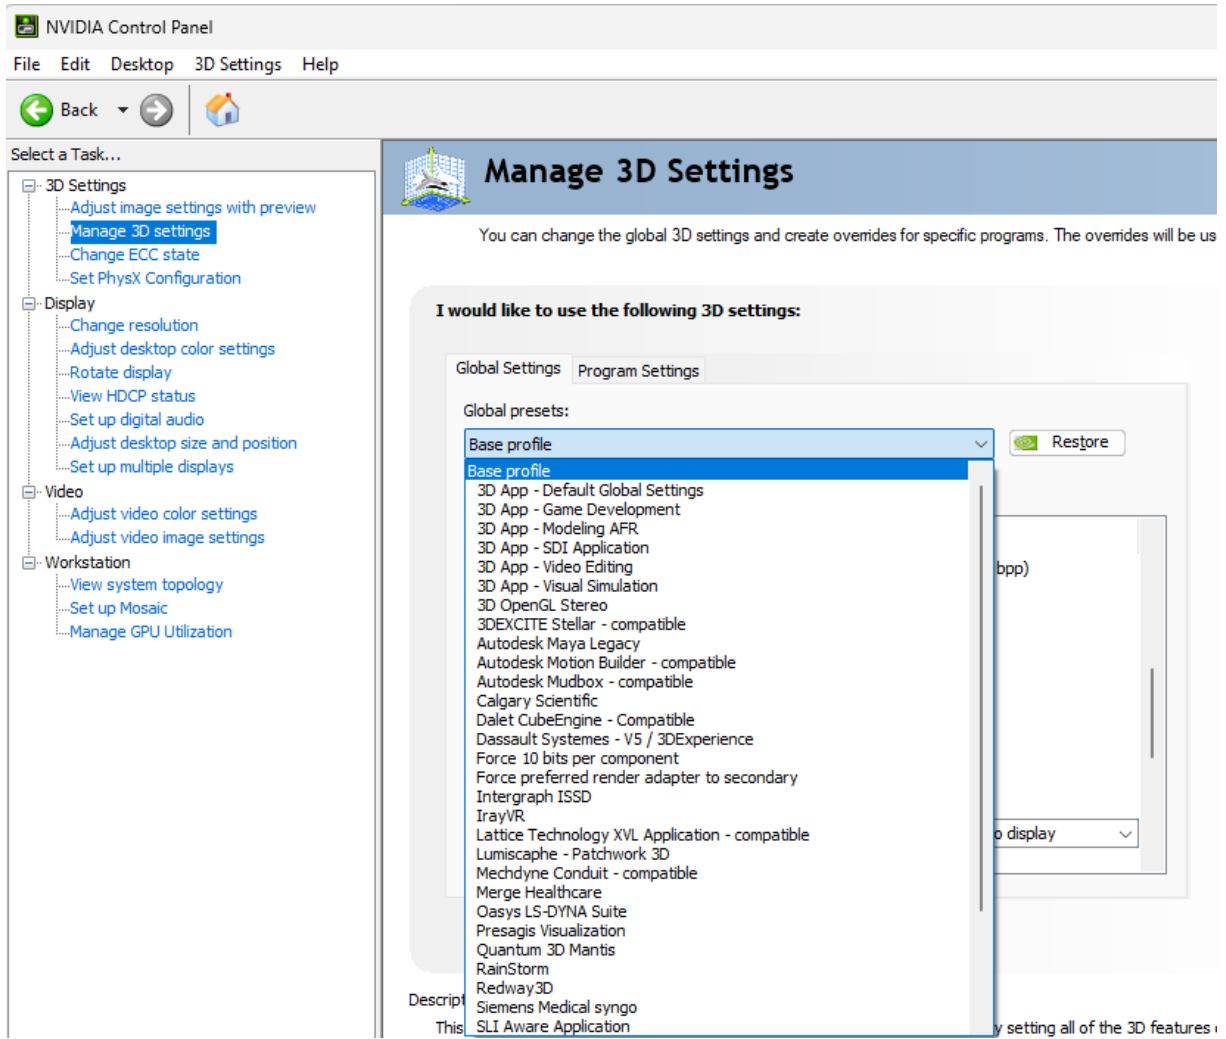 NVIDIA Control Panel
File Edit Desktop 3D Settings Help
Back
Select a Task...
3D Settings
Adjust image settings with preview
Manage 3D settings
Change ECC state
Set PhysX Configuration
Display
Change resolution
Adjust desktop color settings
Rotate display
View HDCP status
Set up digital audio
Adjust desktop size and position
Set up multiple displays
Video
Adjust video color settings
Adjust video image settings
Workstation
View system topology
Set up Mosaic
Manage GPU Utilization
Manage 3D Settings
You can change the global 3D settings and create overrides for specific programs. The overrides will be us
I would like to use the following 3D settings:
Global Settings Program Settings
Global presets:
Base profile
Restore
Base profile
3D App - Default Global Settings
3D App - Game Development
3D App - Modeling AFR
3D App - SDI Application
3D App - Video Editing
3D App - Visual Simulation
3D OpenGL Stereo
3DEXCITE Stellar - compatible
Autodesk Maya Legacy
Autodesk Motion Builder - compatible
Autodesk Mudbox - compatible
Calgary Scientific
Dalet CubeEngine - Compatible
Dassault Systemes - V5 / 3DExperience
Force 10 bits per component
Force preferred render adapter to secondary
Intergraph ISSD
IrayVR
Lattice Technology XVL Application - compatible
Lumiscaphe - Patchwork 3D
Mechdyne Conduit - compatible
Merge Healthcare
Oasys LS-DYNA Suite
Presagis Visualization
Quantum 3D Mantis
RainStorm
Redway3D
Siemens Medical syngo
SLI Aware Application
bpp)
o display
Descript
This
y setting all of the 3D features